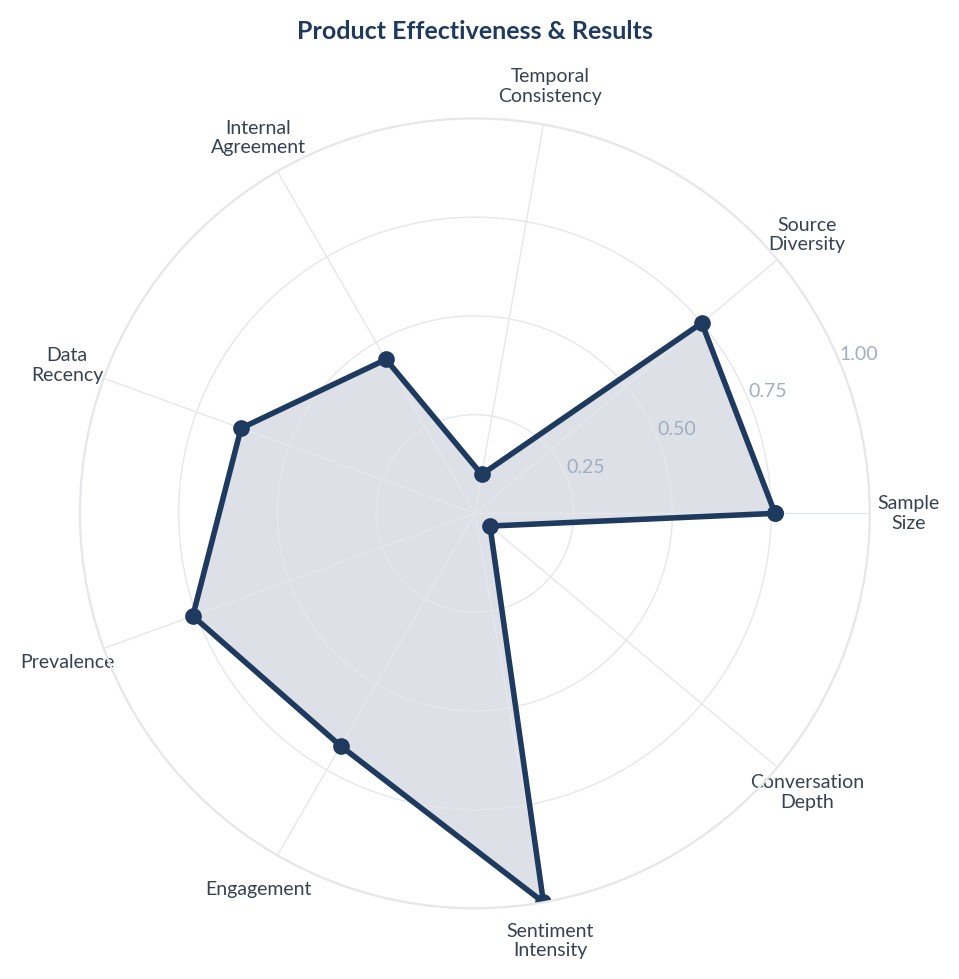 Product Effectiveness & Results
Temporal
Consistency
Internal
Agreement
Source
Diversity
1.00
Data
Recency
0.75
0.50
0.25
Sample
Size
Prevalence
Conversation
Depth
Engagement
Sentiment
Intensity